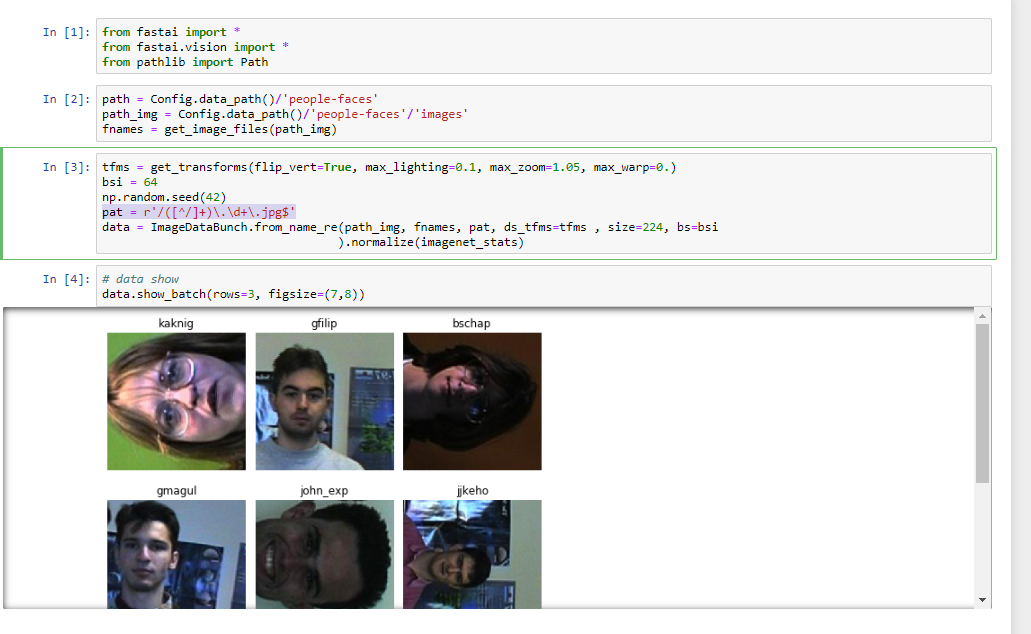 In [1]: from fastai import *
from fastai.vision import *
from pathlib import Path
In [2]: path = Config.data_path()/'people-faces'
path_img = Config.data_path()/'people-faces'/'images'
fnames = get_image_files(path_img)
In [3]: tfms = get_transforms(flip_vert=True, max_lighting=0.1, max_zoom=1.05, max_warp=0.)
bsi = 64
np.random.seed(42)
pat = r'/([^/]+)\.\d+\.jpg$'
data = ImageDataBunch.from_name_re(path_img, fnames, pat, ds_tfms=tfms , size=224, bs=bsi
).normalize(imagenet_stats)
In [4]: # data show
data.show_batch(rows=3, figsize=(7,8))
kaknig gfilip bschap
gmagul john_exp jjkeho